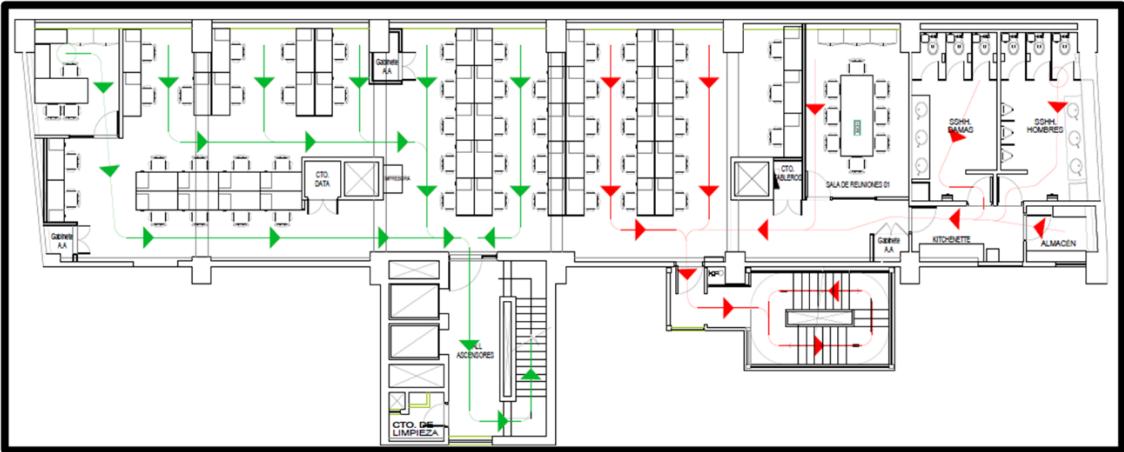 Gabinete
A.A
CTO.
DATA
IMPRESORA
Gabinete
A.A
ASCENSORES
CTO. DE
LIMPIEZA
CTO.
TABLEROS
SALA DE REUNIONES 01
SSHH.
DAMAS
SSHH.
HOMBRES
Gabinete
A.A
KITCHENETTE
ALMACÉN